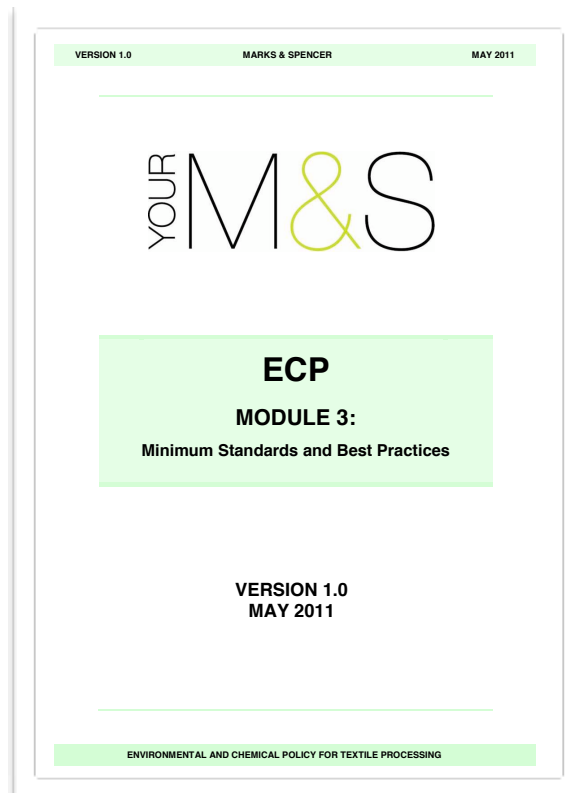 VERSION 1.0 MARKS & SPENCER MAY 2011
YOUR M&S
ECP
MODULE 3:
Minimum Standards and Best Practices
VERSION 1.0
MAY 2011
ENVIRONMENTAL AND CHEMICAL POLICY FOR TEXTILE PROCESSING